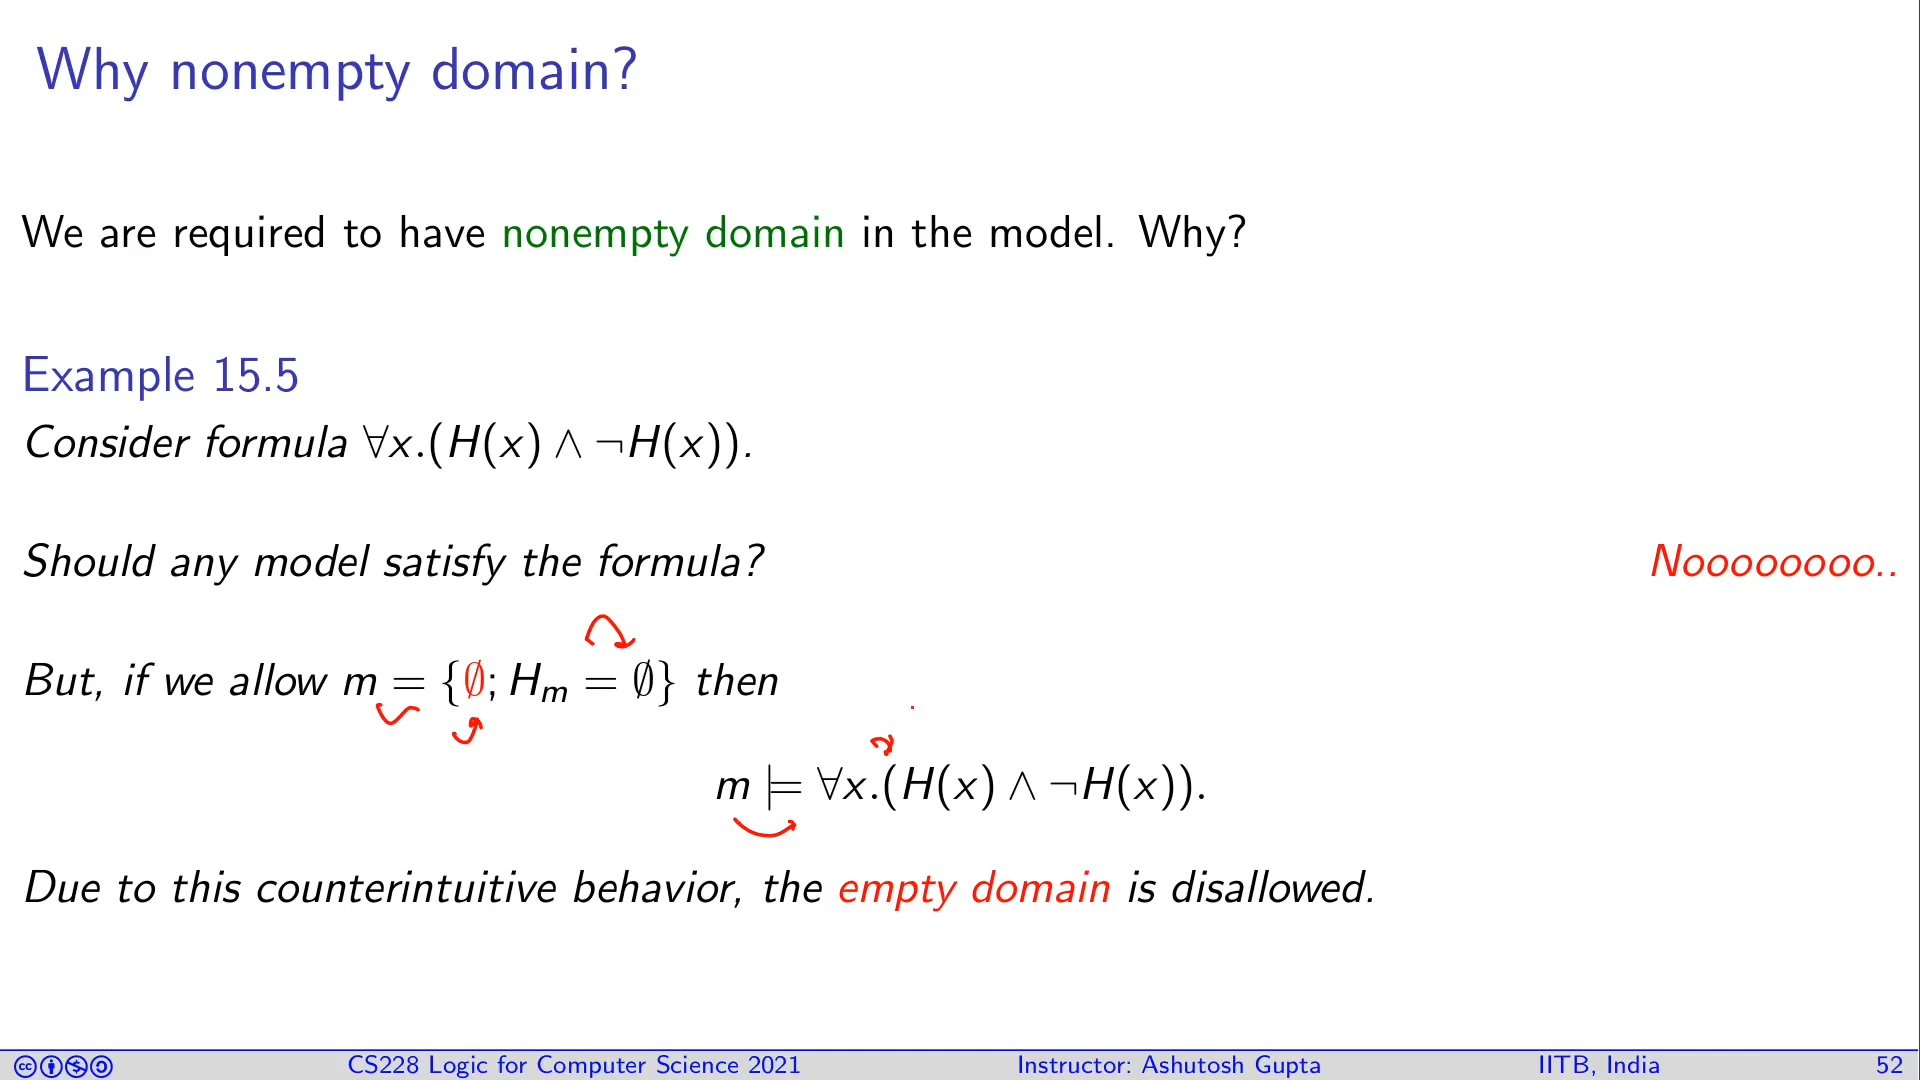 Why nonempty domain?
We are required to have nonempty domain in the model. Why?
Example 15.5
Consider formula ∀x.(H(x) ∧ ¬H(x)).
Should any model satisfy the formula? Noooooooo..
But, if we allow m = {∅; Hₘ = ∅} then
m ⊨ ∀x.(H(x) ∧ ¬H(x)).
Due to this counterintuitive behavior, the empty domain is disallowed.
CS228 Logic for Computer Science 2021 Instructor: Ashutosh Gupta IITB, India 52